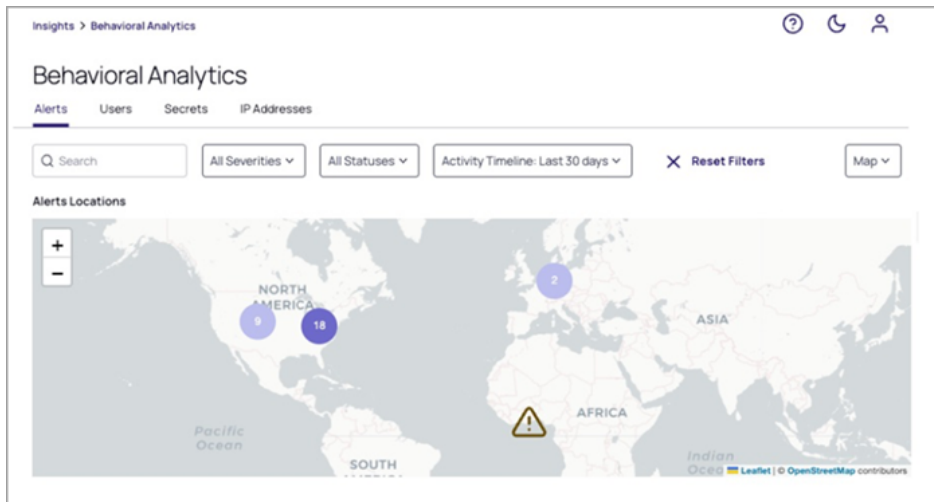 Insights > Behavioral Analytics
Behavioral Analytics
Alerts Users Secrets IP Addresses
Search All Severities All Statuses Activity Timeline: Last 30 days Reset Filters Map
Alerts Locations
+
−
2
NORTH
AMERICA
9
18
ASIA
AFRICA
Pacific
Ocean
SOUTH
Indian
Leaflet | © OpenStreetMap contributors